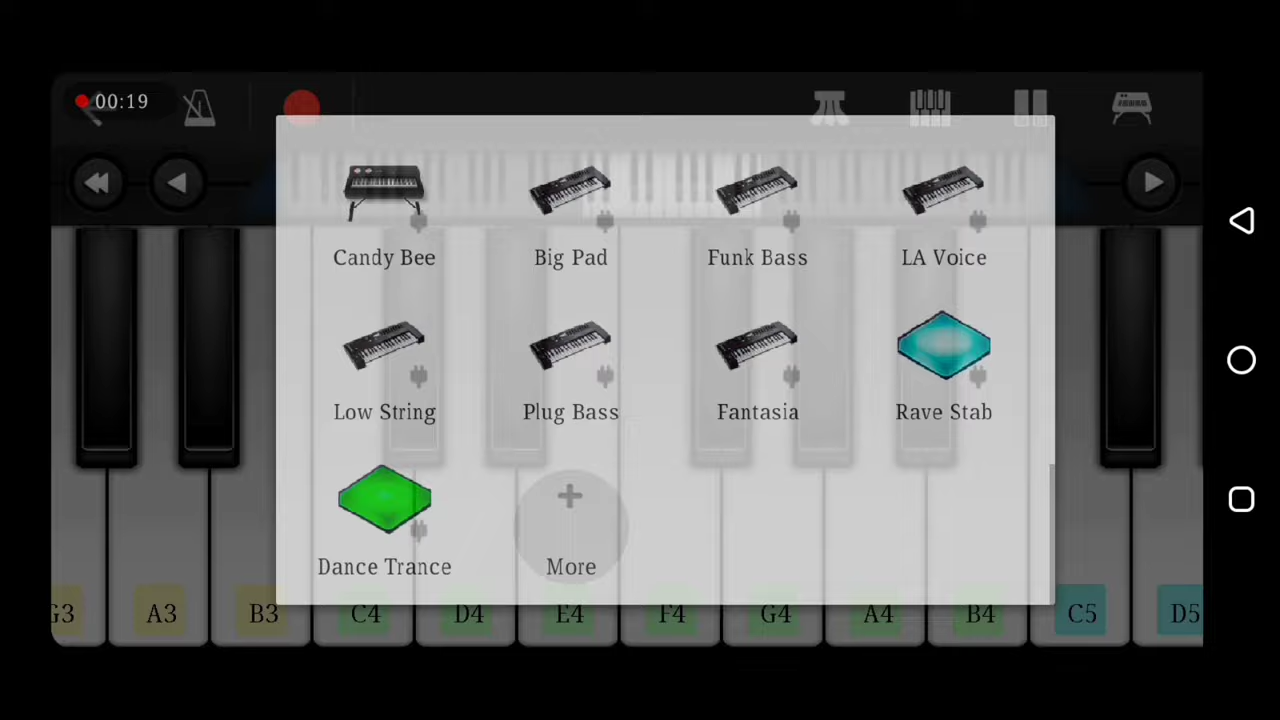 00:19
Candy Bee Big Pad Funk Bass LA Voice
Low String Plug Bass Fantasia Rave Stab
Dance Trance More
G3 A3 B3 C4 D4 E4 F4 G4 A4 B4 C5 D5